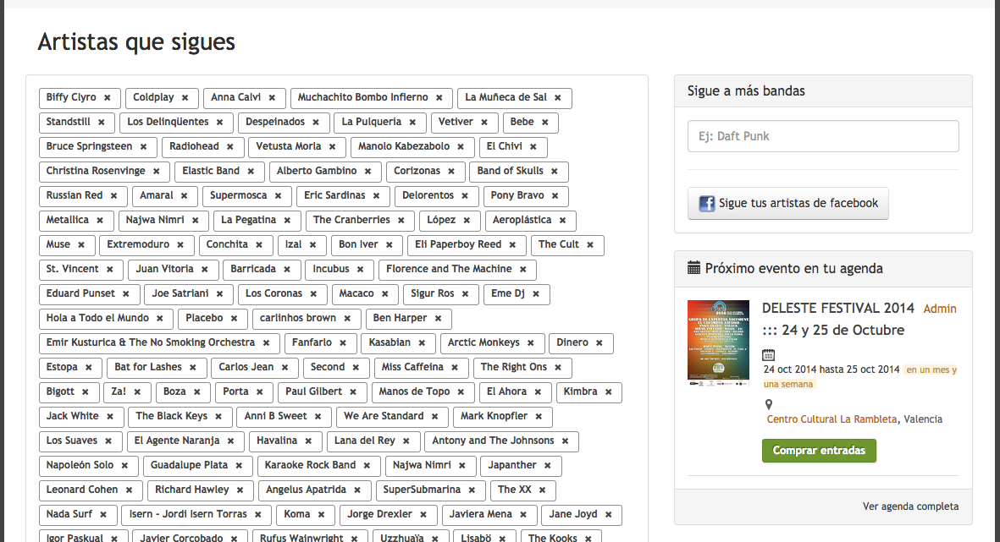 Artistas que sigues
Biffy Clyro × Coldplay × Anna Calvi × Muchachito Bombo Infierno × La Muñeca de Sal ×
Standstill × Los Delinqüentes × Despeinados × La Pulquería × Vetiver × Bebe ×
Bruce Springsteen × Radiohead × Vetusta Morla × Manolo Kabezabolo × El Chivi ×
Christina Rosenvinge × Elastic Band × Alberto Gambino × Corizonas × Band of Skulls ×
Russian Red × Amaral × Supermosca × Eric Sardinas × Delorentos × Pony Bravo ×
Metallica × Najwa Nimri × La Pegatina × The Cranberries × López × Aeroplástica ×
Muse × Extremoduro × Conchita × Izal × Bon Iver × Eli Paperboy Reed × The Cult ×
St. Vincent × Juan Vitoria × Barricada × Incubus × Florence and The Machine ×
Eduard Punset × Joe Satriani × Los Coronas × Macaco × Sigur Ros × Eme Dj ×
Hola a Todo el Mundo × Placebo × carlinhos brown × Ben Harper ×
Emir Kusturica & The No Smoking Orchestra × Fanfarlo × Kasabian × Arctic Monkeys × Dinero ×
Estopa × Bat for Lashes × Carlos Jean × Second × Miss Caffeina × The Right Ons ×
Bigott × Za! × Boza × Porta × Paul Gilbert × Manos de Topo × El Ahora × Kimbra ×
Jack White × The Black Keys × Anni B Sweet × We Are Standard × Mark Knopfler ×
Los Suaves × El Agente Naranja × Havalina × Lana del Rey × Antony and The Johnsons ×
Napoleón Solo × Guadalupe Plata × Karaoke Rock Band × Najwa Nimri × Japanther ×
Leonard Cohen × Richard Hawley × Angelus Apatrida × SuperSubmarina × The XX ×
Nada Surf × Isern - Jordi Isern Torras × Koma × Jorge Drexler × Javiera Mena × Jane Joyd ×
Igor Paskual × Javier Corcobado × Rufus Wainwright × Uzzhuaïa × Lisabö × The Kooks ×
Sigue a más bandas
Ej: Daft Punk
Sigue tus artistas de facebook
Próximo evento en tu agenda
DELESTE FESTIVAL 2014 Admin
::: 24 y 25 de Octubre
24 oct 2014 hasta 25 oct 2014 en un mes y
una semana
Centro Cultural La Rambleta, Valencia
Comprar entradas
Ver agenda completa